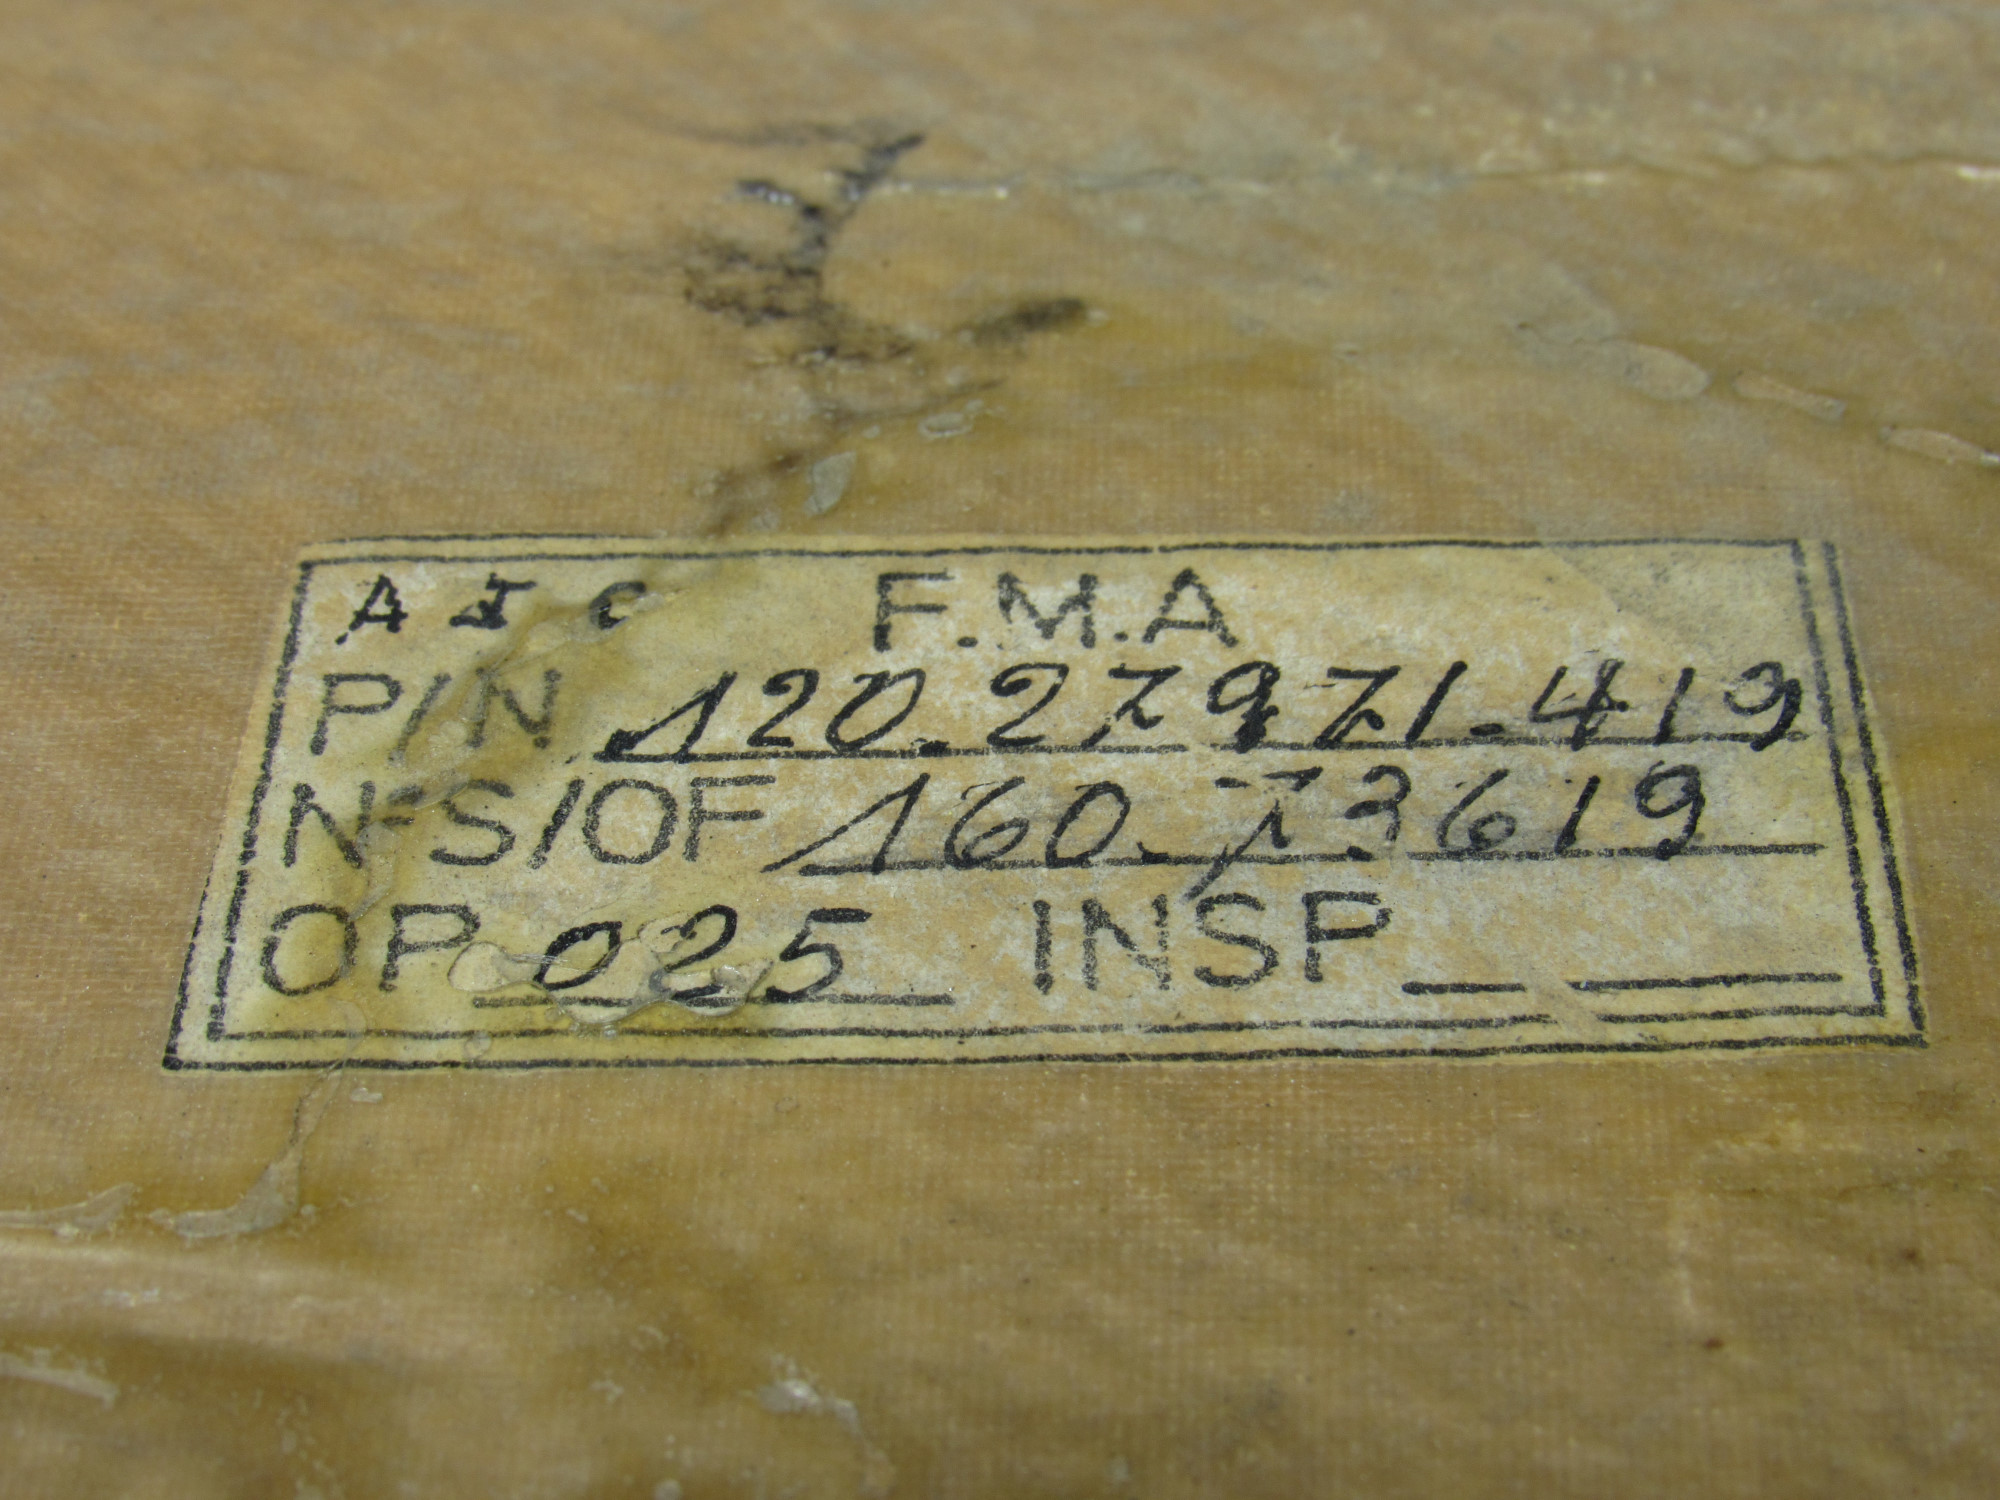 A I C F.M.A
P/N 120.27971.419
Nº S/OF 160.73619
OP 025 INSP